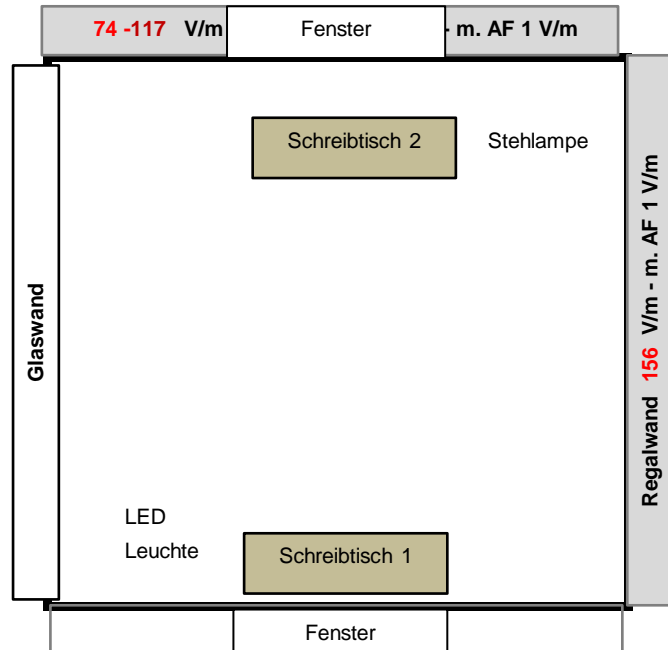 74 -117 V/m Fenster - m. AF 1 V/m
Schreibtisch 2 Stehlampe
Glaswand
Regalwand 156 V/m - m. AF 1 V/m
LED
Leuchte
Schreibtisch 1
Fenster